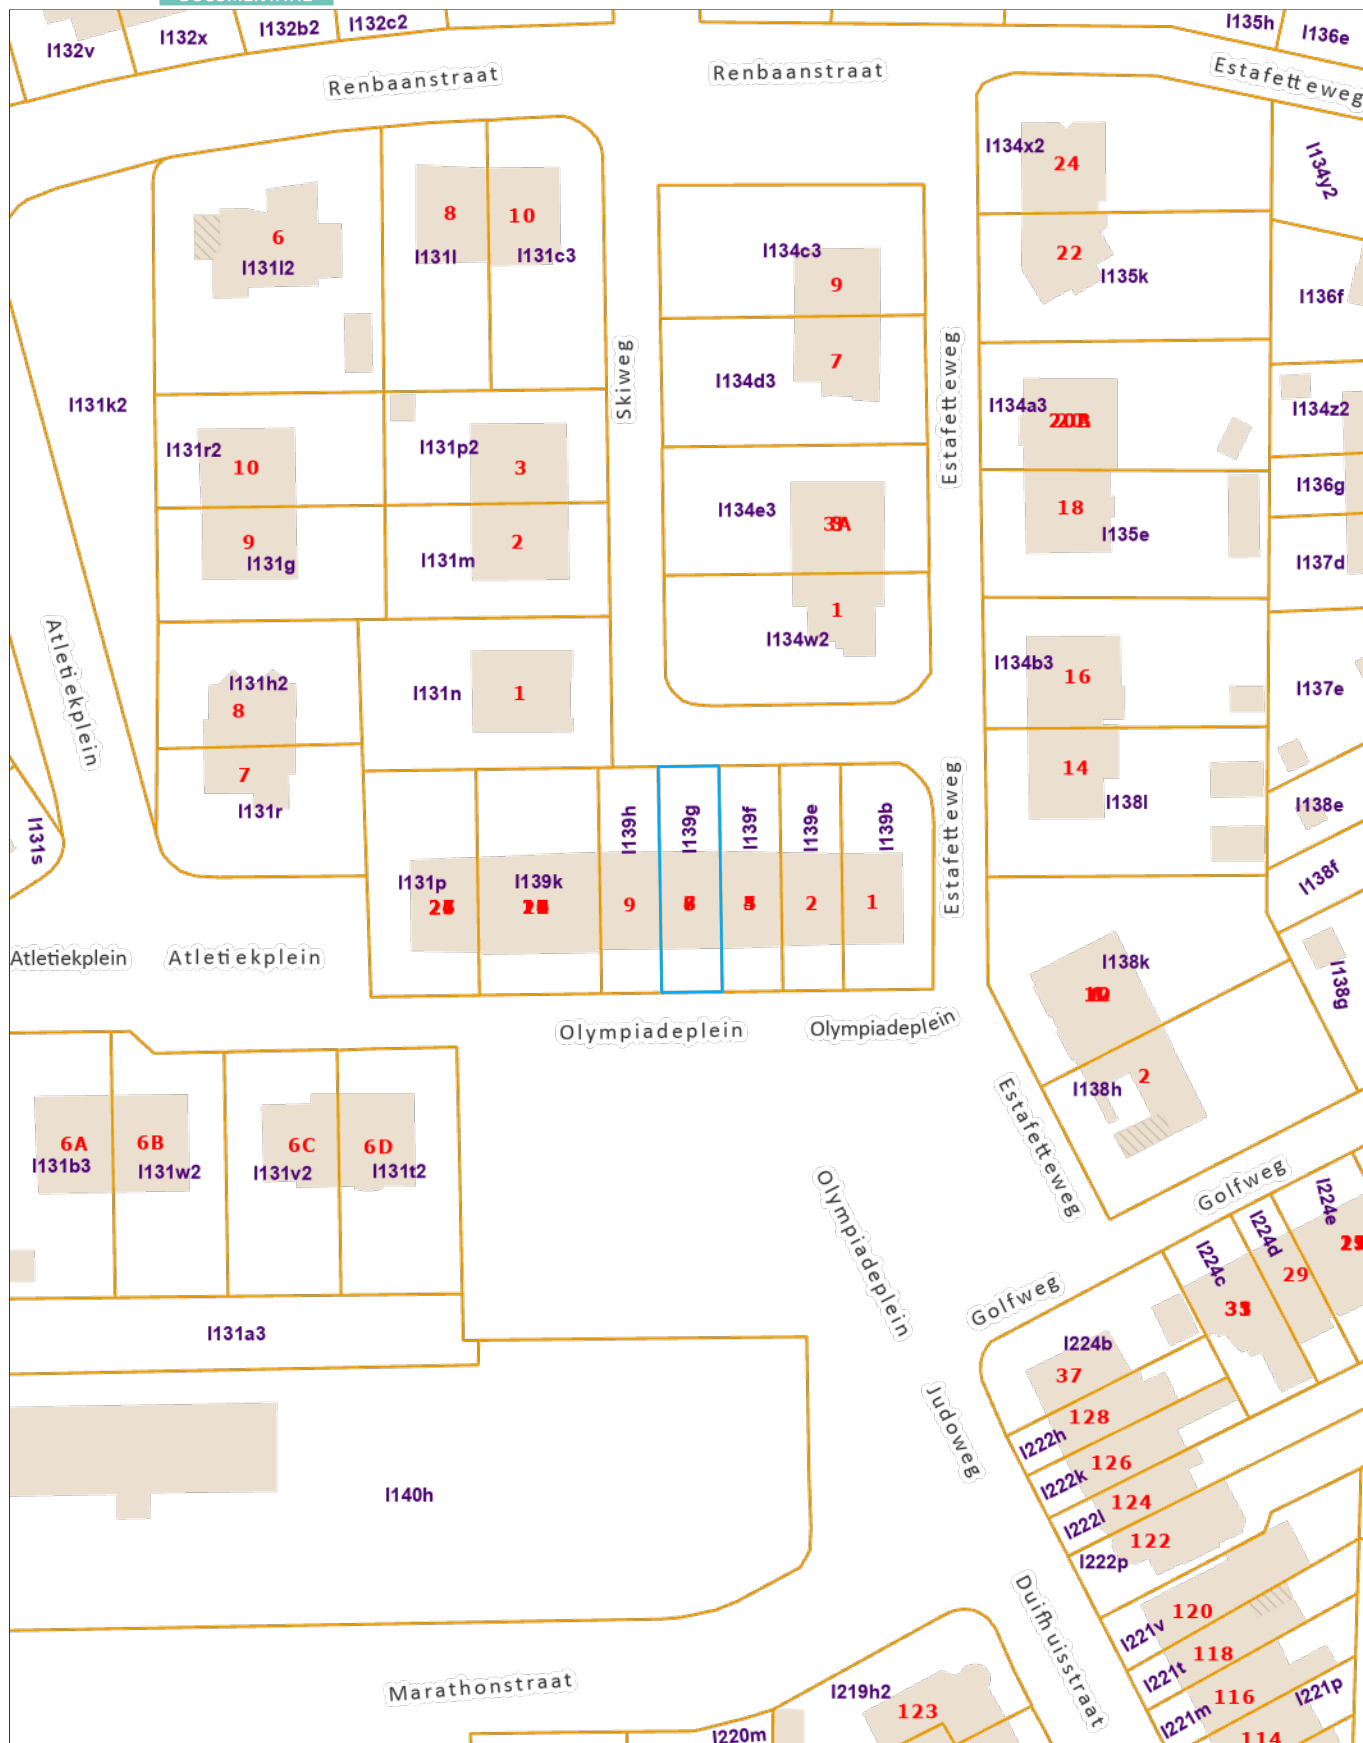 I132v
I132x
I132b2
I132c2
I135h
I136e
Renbaanstraat
Renbaanstraat
Estafetteweg
I134x2
24
I134y2
6
I131l2
8
I131l
10
I131c3
I134c3
9
22
I135k
I136f
I131k2
Skiweg
I134d3
7
Estafetteweg
I134a3
I134z2
I131r2
10
I131p2
3
I136g
9
I131g
I131m
2
I134e3
18
I135e
I137d
Atletiekplein
I131h2
8
I131n
1
1
I134w2
I134b3
16
I137e
7
I131r
14
I138l
I138e
I131s
I139h
I139g
I139f
I139e
I139b
Estafetteweg
I131p
I139k
9
2
1
I138f
Atletiekplein
Atletiekplein
I138k
I138g
Olympiadeplein
Olympiadeplein
2
I138h
Estafetteweg
6A
I131b3
6B
I131w2
6C
I131v2
6D
I131t2
Golfweg
I224e
I224d
I224c
29
Olympiadeplein
Golfweg
I131a3
I224b
37
Judoweg
128
I222h
126
I222k
124
I222l
122
I222p
I140h
Duifhuisstraat
120
I221v
118
I221t
116
I221m
I221p
114
Marathonstraat
I219h2
123
I220m